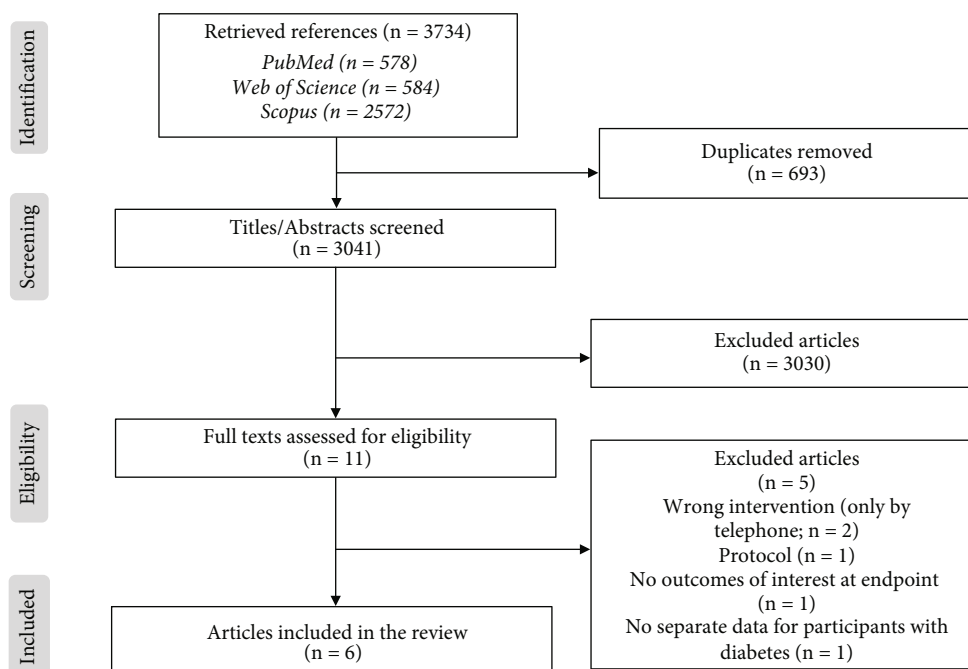 Identification
Retrieved references (n = 3734)
PubMed (n = 578)
Web of Science (n = 584)
Scopus (n = 2572)
Duplicates removed
(n = 693)
Screening
Titles/Abstracts screened
(n = 3041)
Excluded articles
(n = 3030)
Eligibility
Full texts assessed for eligibility
(n = 11)
Excluded articles
(n = 5)
Wrong intervention (only by
telephone; n = 2)
Protocol (n = 1)
No outcomes of interest at endpoint
(n = 1)
No separate data for participants with
diabetes (n = 1)
Included
Articles included in the review
(n = 6)